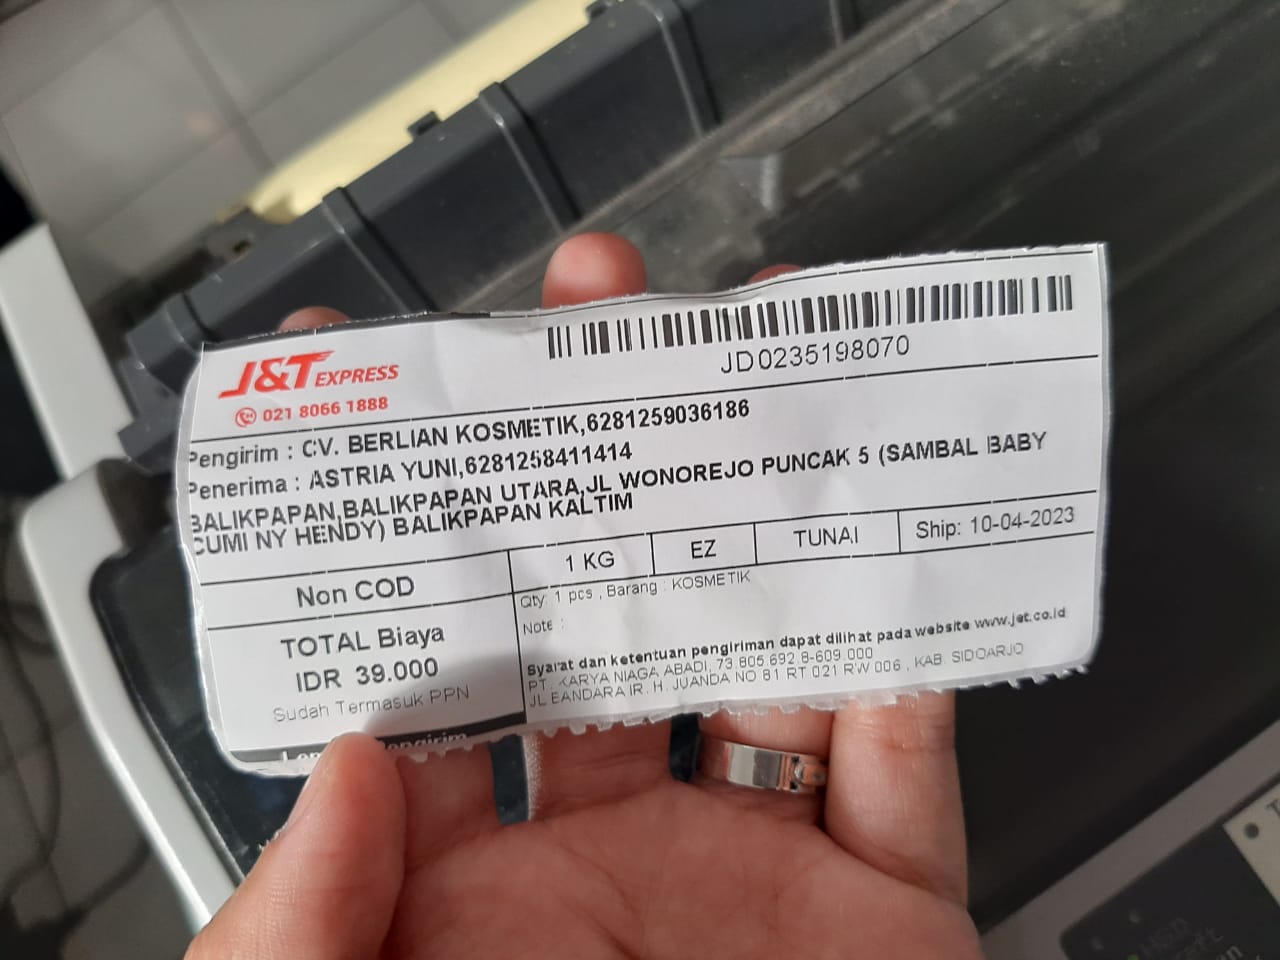 J&T EXPRESS
021 8066 1888
JD0235198070
Pengirim : CV. BERLIAN KOSMETIK,6281259036186
Penerima : ASTRIA YUNI,6281258411414
BALIKPAPAN,BALIKPAPAN UTARA,JL WONOREJO PUNCAK 5 (SAMBAL BABY
CUMI NY HENDY) BALIKPAPAN KALTIM
Non COD
1 KG
EZ
TUNAI
Ship: 10-04-2023
TOTAL Biaya
IDR 39.000
Sudah Termasuk PPN
Qty: 1 pcs , Barang : KOSMETIK
Note :
Syarat dan ketentuan pengiriman dapat dilihat pada website www.jet.co.id
PT. KARYA NIAGA ABADI, 73.805.692.8-609.000
JL EANDARA IR. H. JUANDA NO 81 RT 021 RW 006 , KAB. SIDOARJO
Pengirim